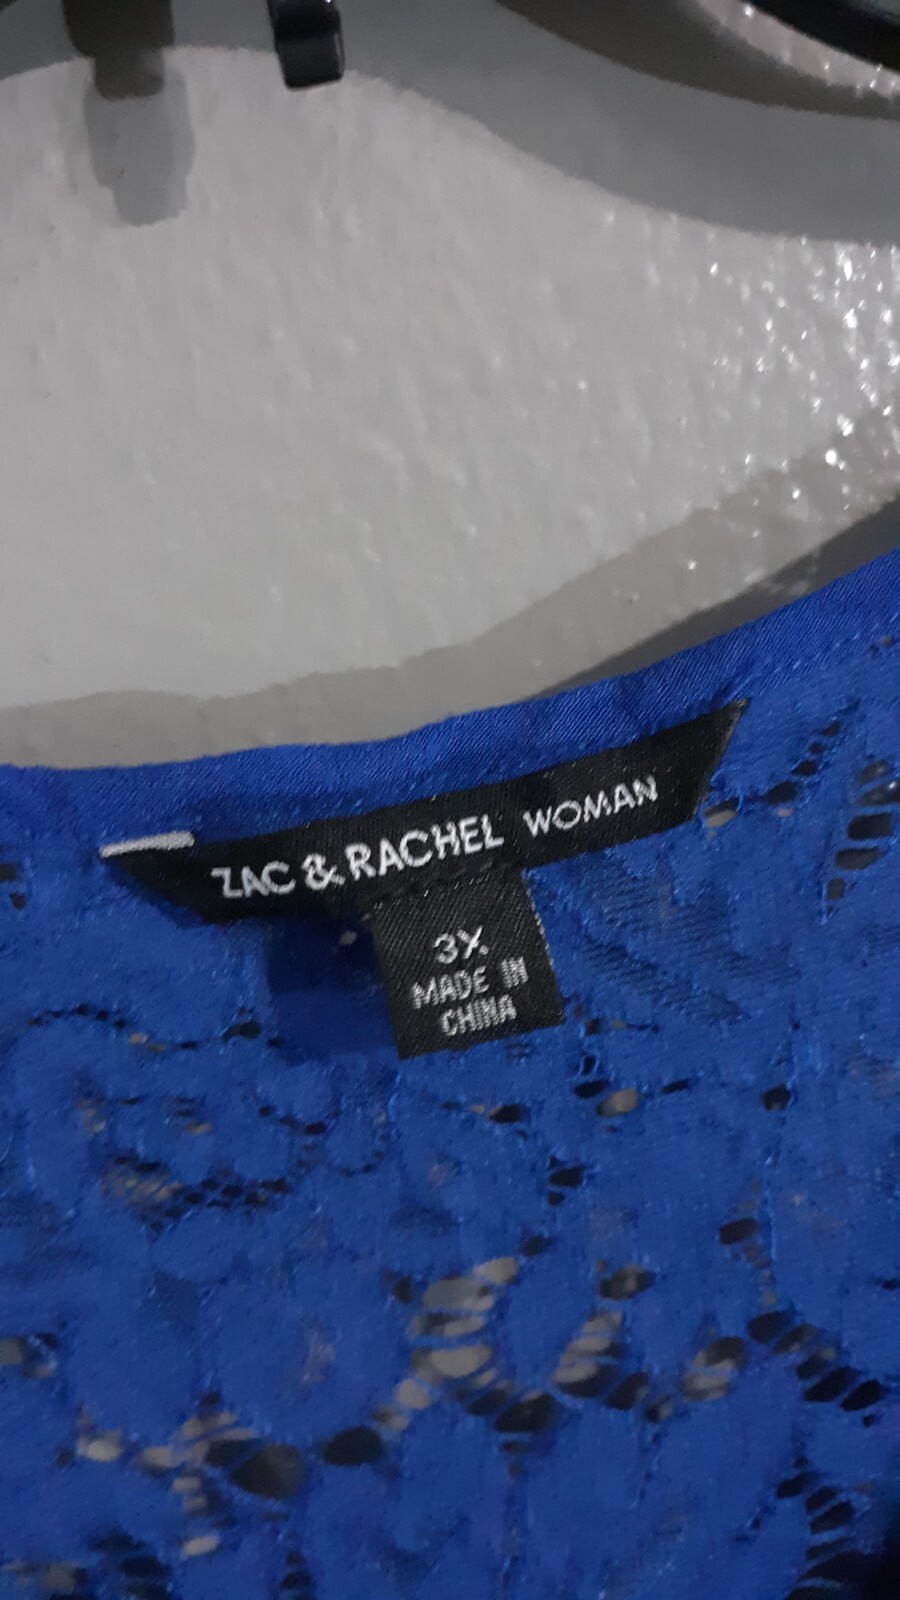 ZAC & RACHEL WOMAN
3X
MADE IN
CHINA